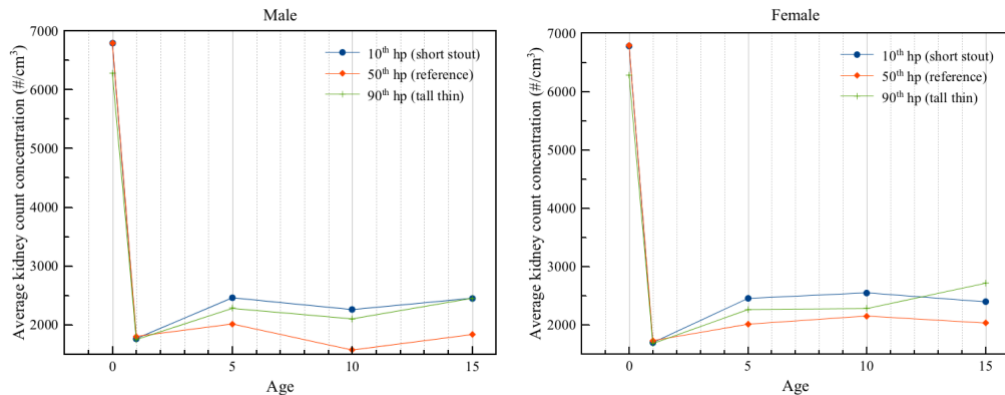 Male
Average kidney count concentration (#/cm³)
7000
6000
5000
4000
3000
2000
10th hp (short stout)
50th hp (reference)
90th hp (tall thin)
0 5 10 15
Age
Female
Average kidney count concentration (#/cm³)
7000
6000
5000
4000
3000
2000
10th hp (short stout)
50th hp (reference)
90th hp (tall thin)
0 5 10 15
Age